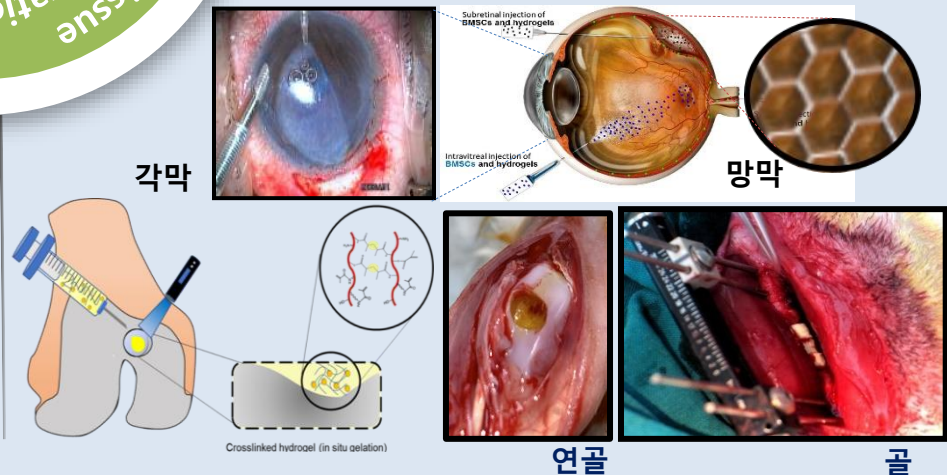 Tissue
Subretinal injection of
BMSCs and hydrogels
Intravitreal injection of
BMSCs and hydrogels
각막
망막
Crosslinked hydrogel (in situ gelation)
연골
골